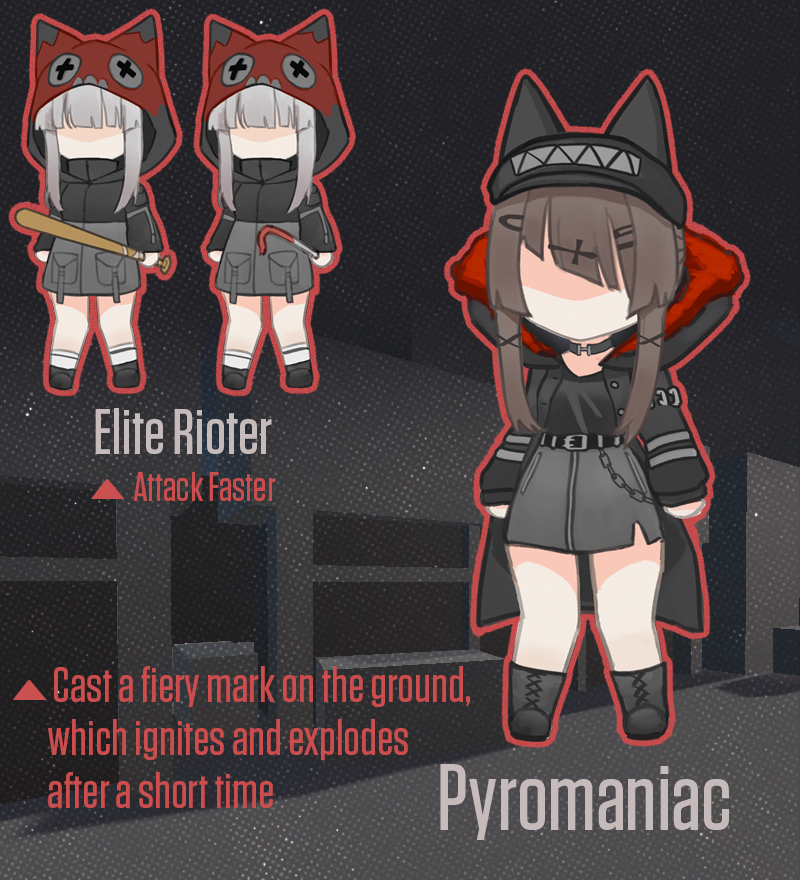 Elite Rioter
Attack Faster
Cast a fiery mark on the ground,
which ignites and explodes
after a short time
Pyromaniac